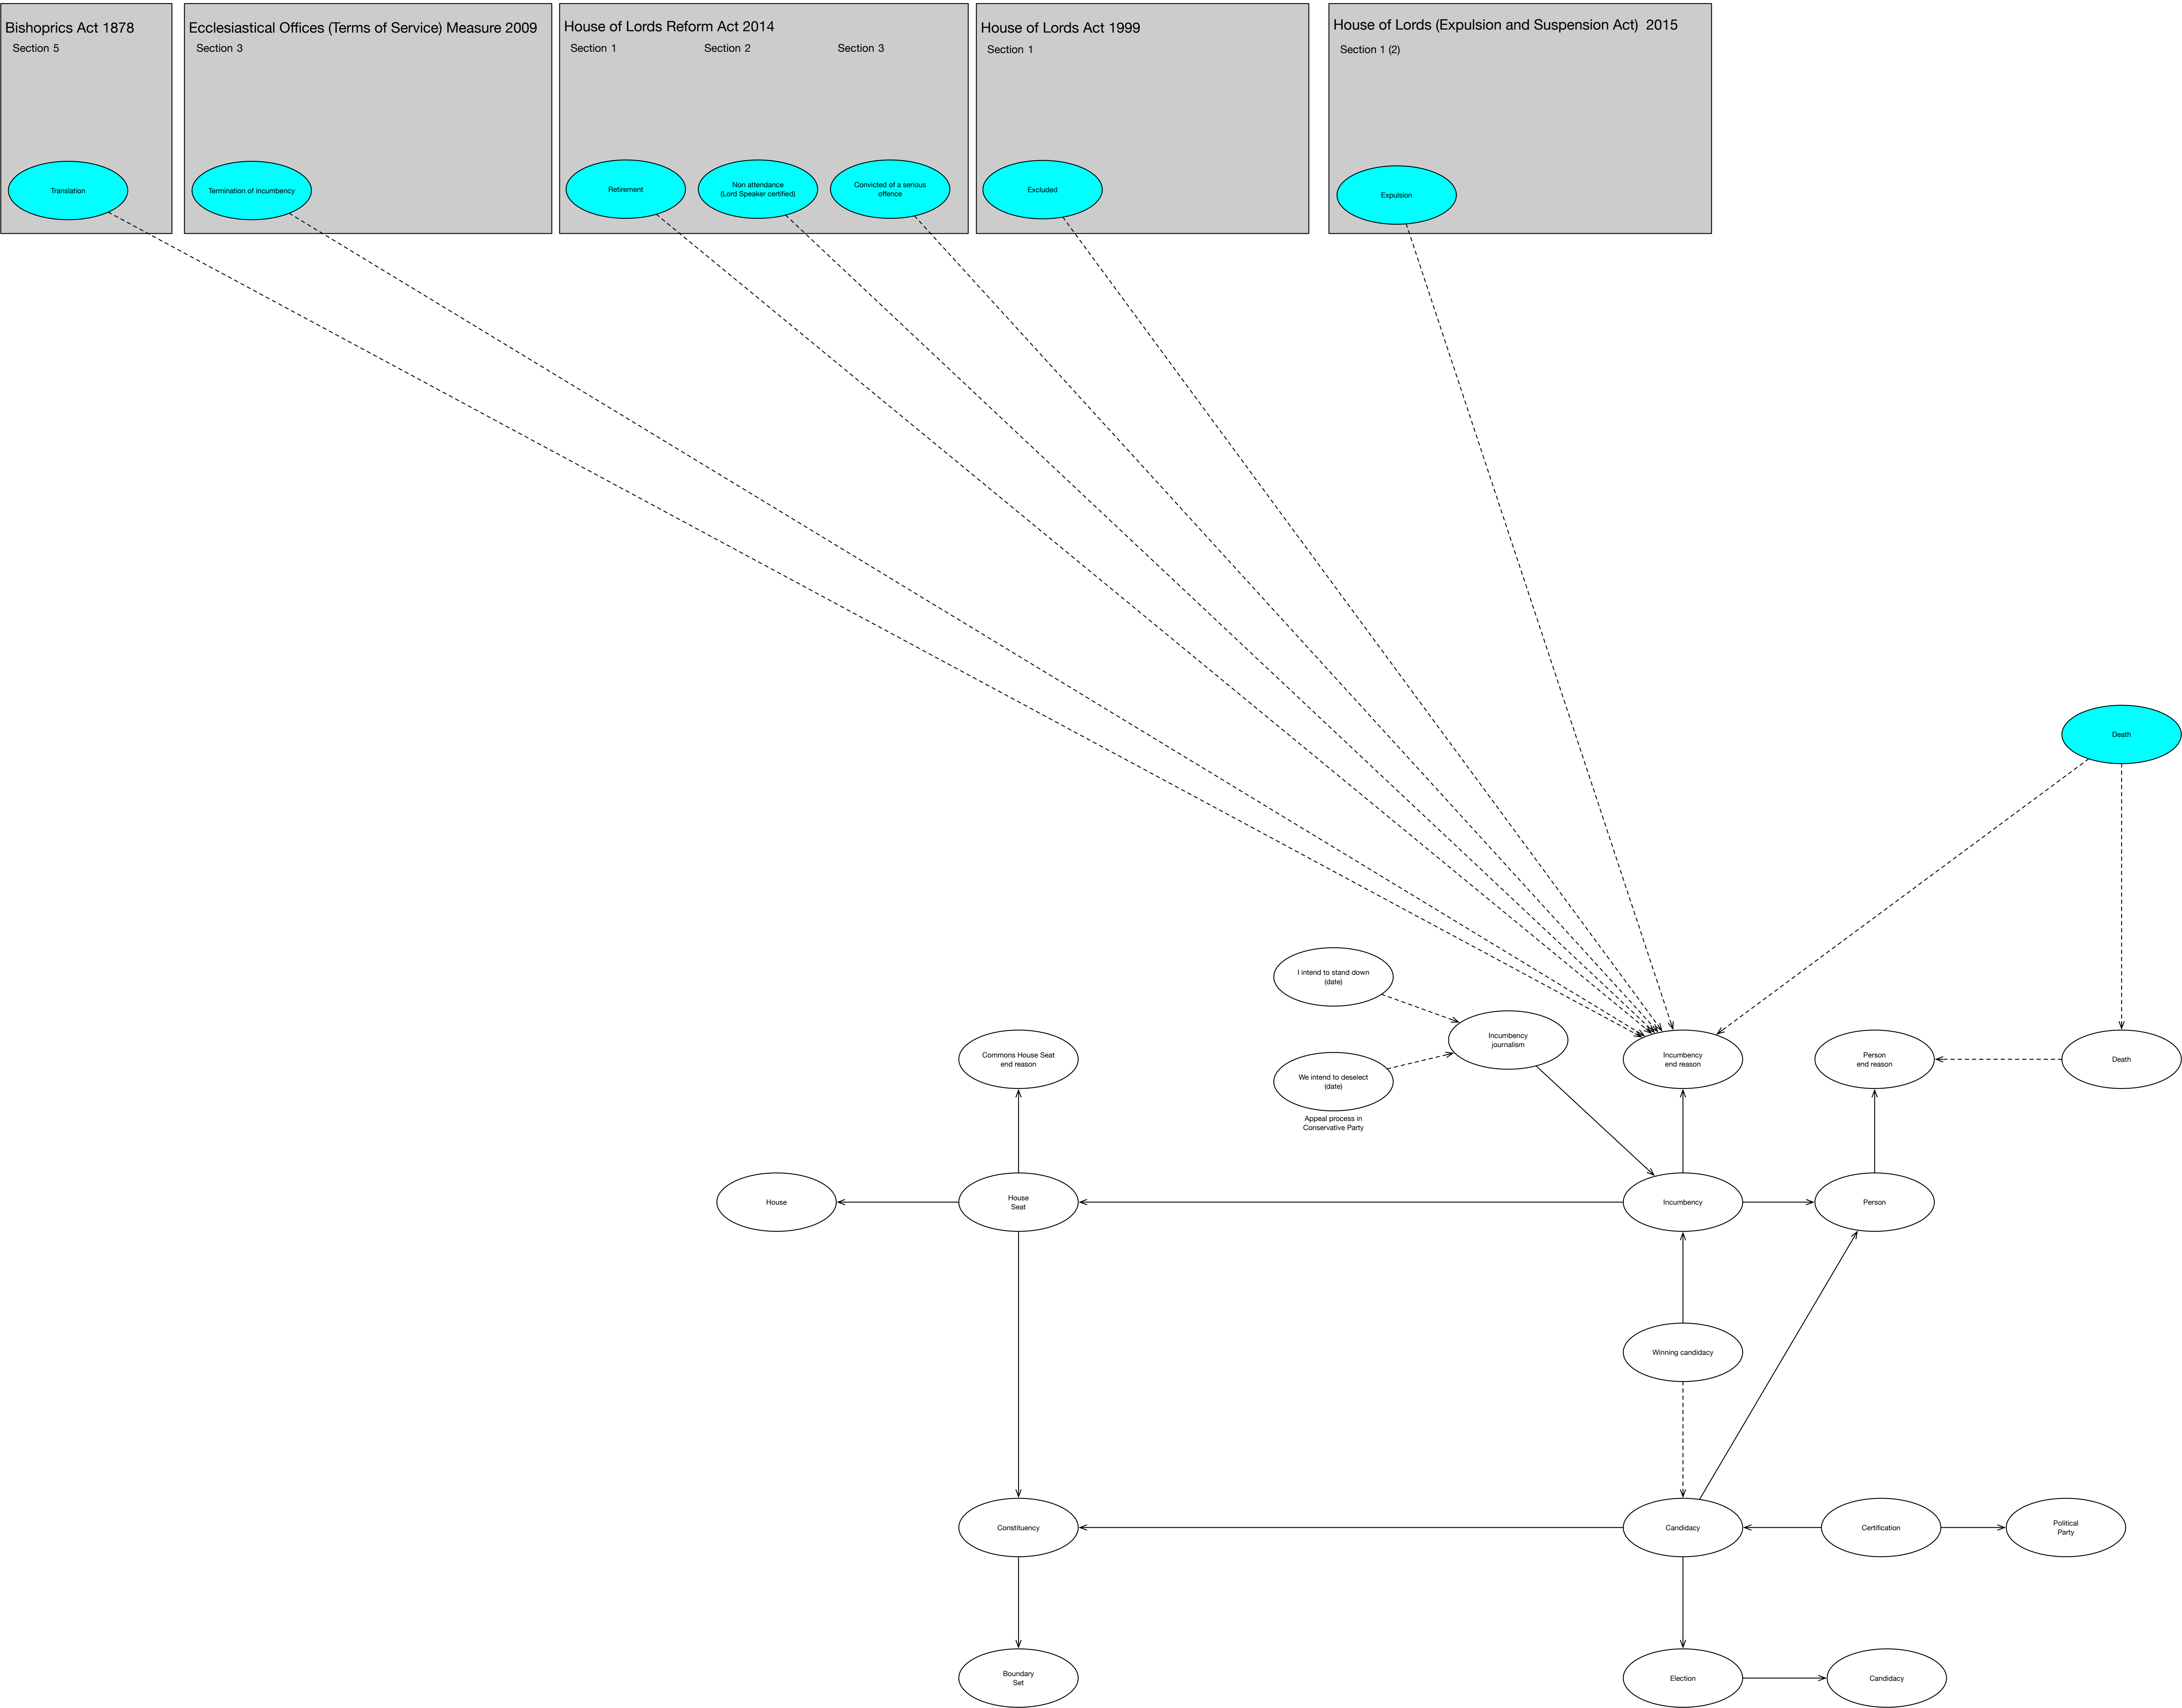 Bishoprics Act 1878
Section 5
Translation
Ecclesiastical Offices (Terms of Service) Measure 2009
Section 3
Termination of incumbency
House of Lords Reform Act 2014
Section 1
Section 2
Section 3
Retirement
Non attendance
(Lord Speaker certified)
Convicted of a serious
offence
House of Lords Act 1999
Section 1
Excluded
House of Lords (Expulsion and Suspension Act)  2015
Section 1 (2)
Expulsion
Death
I intend to stand down
(date)
Incumbency
journalism
We intend to deselect
(date)
Appeal process in
Conservative Party
Commons House Seat
end reason
Incumbency
end reason
Person
end reason
Death
House
House
Seat
Incumbency
Person
Winning candidacy
Constituency
Candidacy
Certification
Political
Party
Boundary
Set
Election
Candidacy